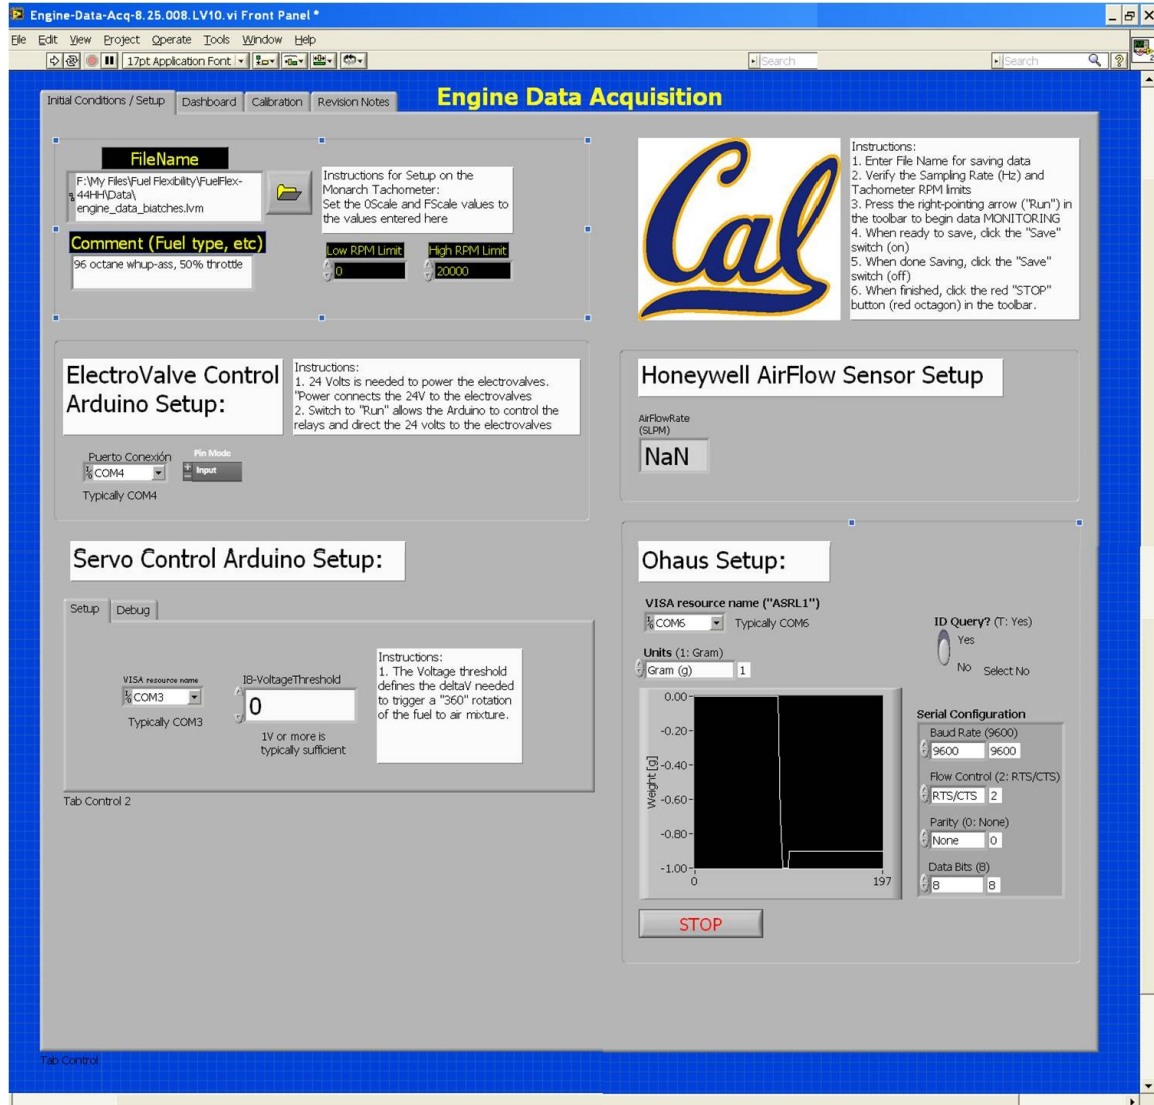 Engine-Data-Acq-8.25.008.LV10.vi Front Panel *
File Edit View Project Operate Tools Window Help
17pt Application Font
Search
Search
Initial Conditions / Setup
Dashboard
Calibration
Revision Notes
Engine Data Acquisition
FileName
F:\My Files\Fuel Flexibility\FuelFlex-
44HH\Data\
engine_data_biatches.lvm
Comment (Fuel type, etc)
96 octane whup-ass, 50% throttle
Instructions for Setup on the
Monarch Tachometer:
Set the 0Scale and FScale values to
the values entered here
Low RPM Limit
0
High RPM Limit
20000
Cal
Instructions:
1. Enter File Name for saving data
2. Verify the Sampling Rate (Hz) and
Tachometer RPM limits
3. Press the right-pointing arrow ("Run") in
the toolbar to begin data MONITORING
4. When ready to save, click the "Save"
switch (on)
5. When done Saving, click the "Save"
switch (off)
6. When finished, click the red "STOP"
button (red octagon) in the toolbar.
ElectroValve Control
Arduino Setup:
Instructions:
1. 24 Volts is needed to power the electrovalves.
"Power connects the 24V to the electrovalves
2. Switch to "Run" allows the Arduino to control the
relays and direct the 24 volts to the electrovalves
Puerto Conexión
COM4
Typically COM4
Pin Mode
Input
Honeywell AirFlow Sensor Setup
AirFlowRate
(SLPM)
NaN
Servo Control Arduino Setup:
Setup
Debug
VISA resource name
COM3
Typically COM3
I8-VoltageThreshold
0
1V or more is
typically sufficient
Instructions:
1. The Voltage threshold
defines the deltaV needed
to trigger a "360" rotation
of the fuel to air mixture.
Tab Control 2
Ohaus Setup:
VISA resource name ("ASRL1")
COM6
Typically COM6
Units (1: Gram)
Gram (g)
1
ID Query? (T: Yes)
Yes
No
Select No
Weight [g]
0.00
-0.20
-0.40
-0.60
-0.80
-1.00
0
197
Serial Configuration
Baud Rate (9600)
9600
9600
Flow Control (2: RTS/CTS)
RTS/CTS
2
Parity (0: None)
None
0
Data Bits (8)
8
8
STOP
Tab Control